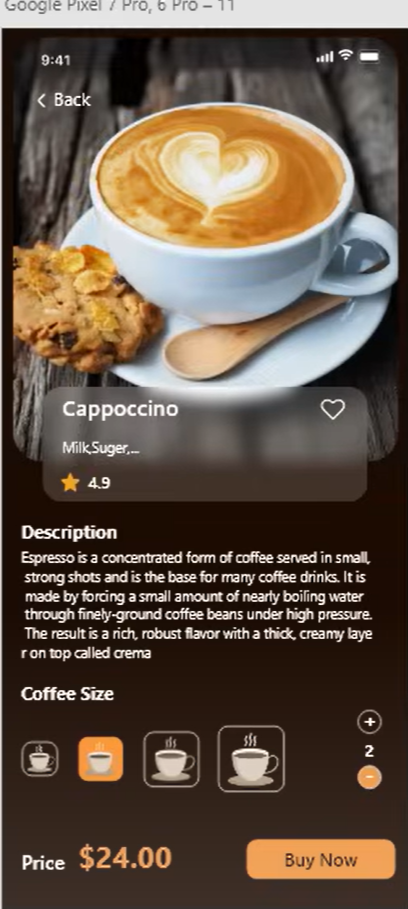 Google Pixel 7 Pro, 6 Pro – 11
9:41
Back
Cappoccino
Milk,Suger,...
4.9
Description
Espresso is a concentrated form of coffee served in small,
strong shots and is the base for many coffee drinks. It is
made by forcing a small amount of nearly boiling water
through finely-ground coffee beans under high pressure.
The result is a rich, robust flavor with a thick, creamy laye
r on top called crema
Coffee Size
+
2
−
Price $24.00
Buy Now